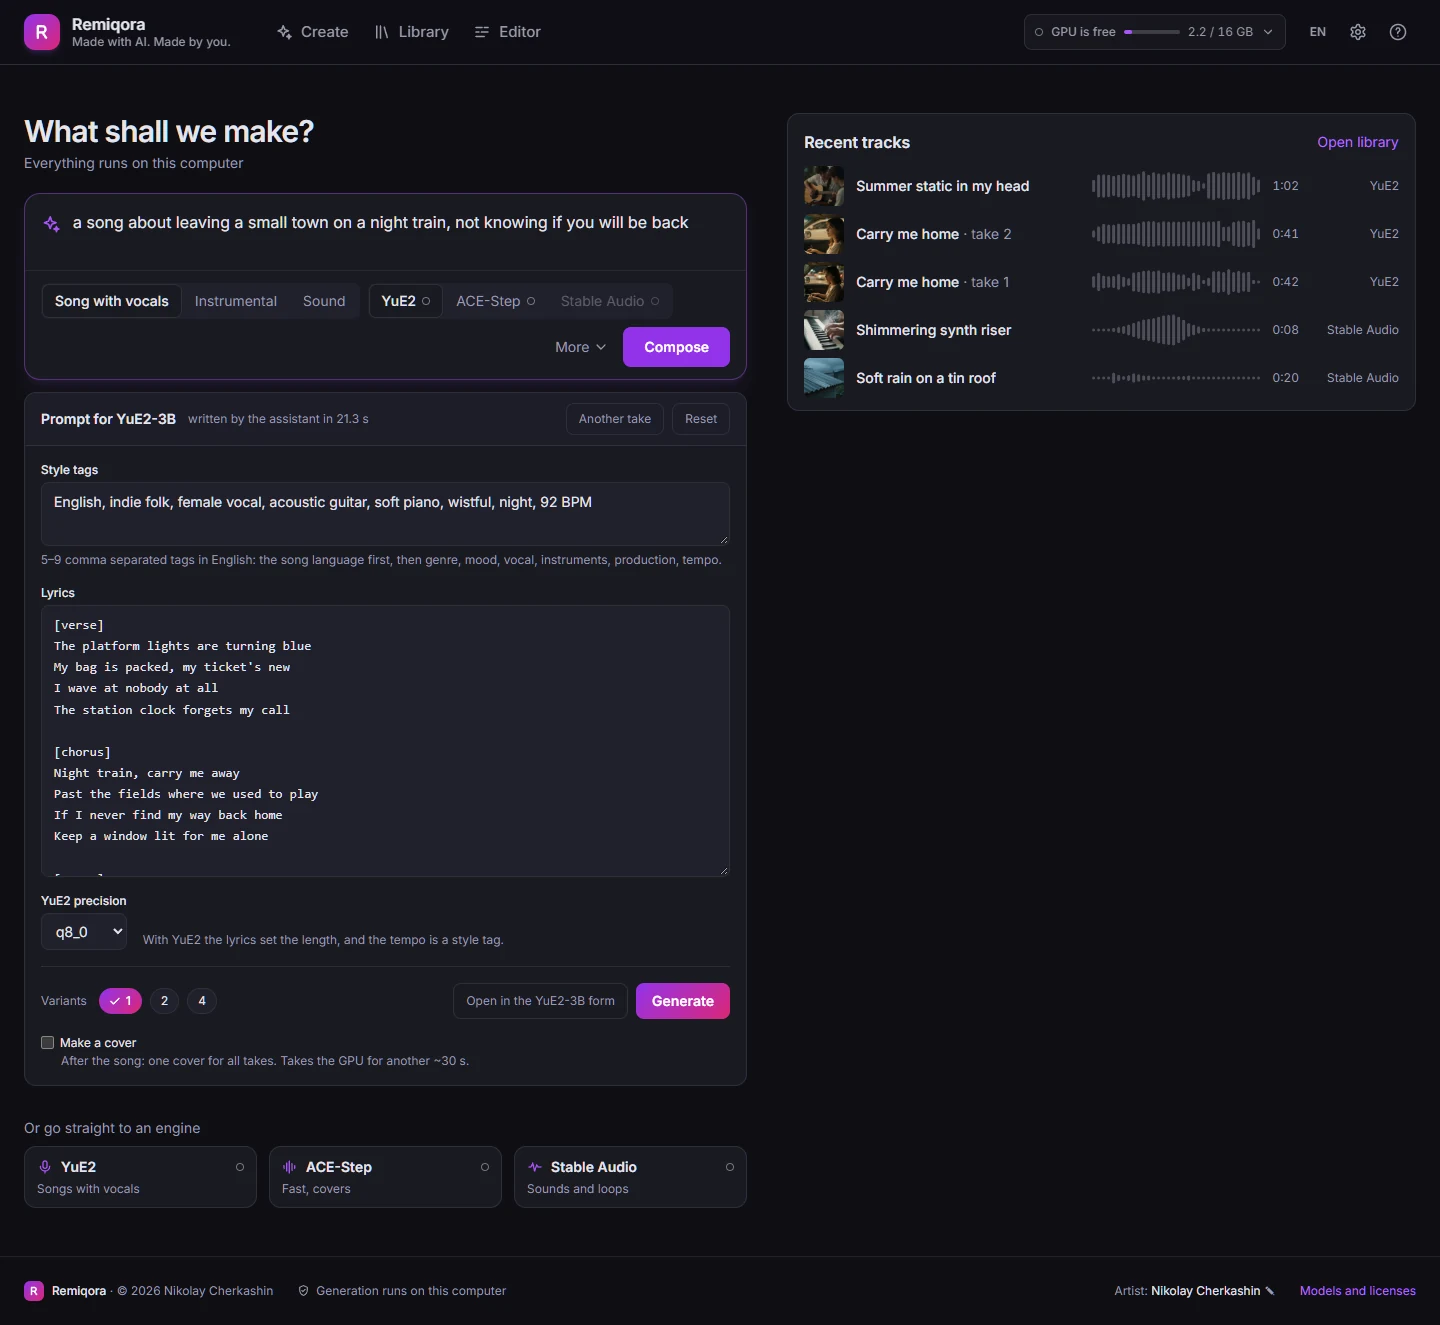 R
Remiqora
Made with AI. Made by you.
Create
Library
Editor
GPU is free
2.2 / 16 GB
EN
What shall we make?
Everything runs on this computer
a song about leaving a small town on a night train, not knowing if you will be back
Song with vocals
Instrumental
Sound
YuE2
ACE-Step
Stable Audio
More
Compose
Prompt for YuE2-3B
written by the assistant in 21.3 s
Another take
Reset
Style tags
English, indie folk, female vocal, acoustic guitar, soft piano, wistful, night, 92 BPM
5–9 comma separated tags in English: the song language first, then genre, mood, vocal, instruments, production, tempo.
Lyrics
[verse]
The platform lights are turning blue
My bag is packed, my ticket's new
I wave at nobody at all
The station clock forgets my call
[chorus]
Night train, carry me away
Past the fields where we used to play
If I never find my way back home
Keep a window lit for me alone
YuE2 precision
q8_0
With YuE2 the lyrics set the length, and the tempo is a style tag.
Variants
1
2
4
Open in the YuE2-3B form
Generate
Make a cover
After the song: one cover for all takes. Takes the GPU for another ~30 s.
Or go straight to an engine
YuE2
Songs with vocals
ACE-Step
Fast, covers
Stable Audio
Sounds and loops
Recent tracks
Open library
Summer static in my head
1:02
YuE2
Carry me home · take 2
0:41
YuE2
Carry me home · take 1
0:42
YuE2
Shimmering synth riser
0:08
Stable Audio
Soft rain on a tin roof
0:20
Stable Audio
R
Remiqora · © 2026 Nikolay Cherkashin
Generation runs on this computer
Artist: Nikolay Cherkashin
Models and licenses